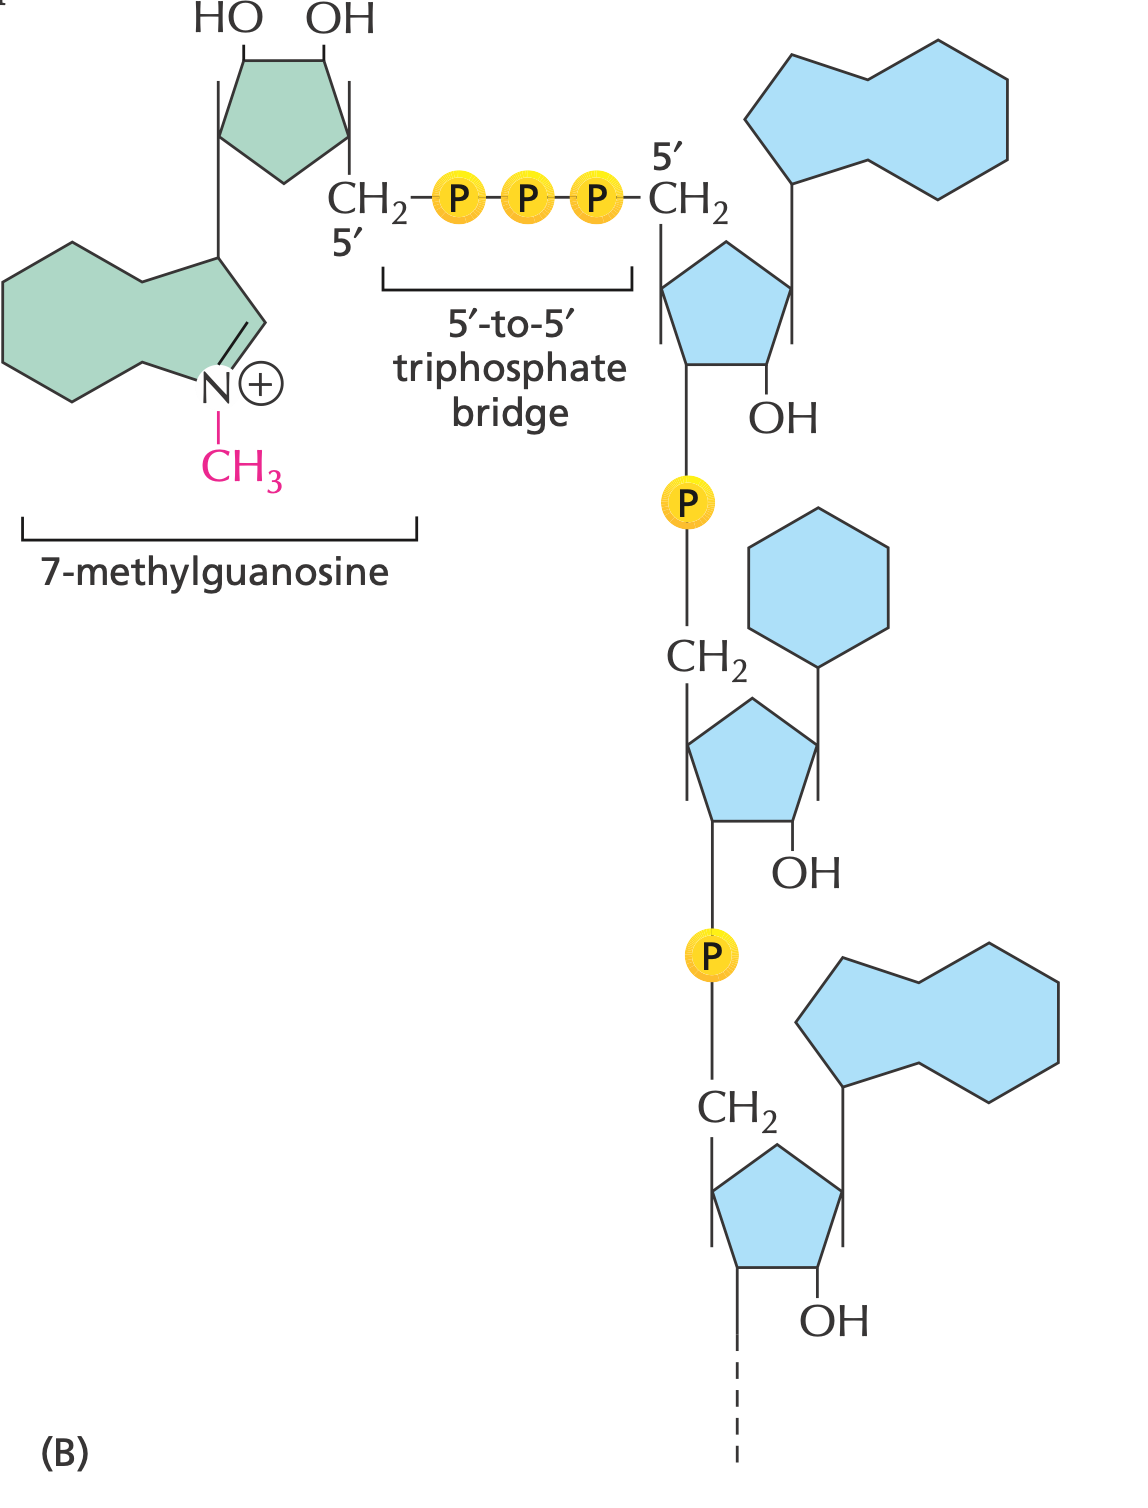 HO OH
5′
CH2 P P P CH2
5′
5′-to-5′
triphosphate
bridge
N +
OH
CH3
P
7-methylguanosine
CH2
OH
P
CH2
OH
(B)